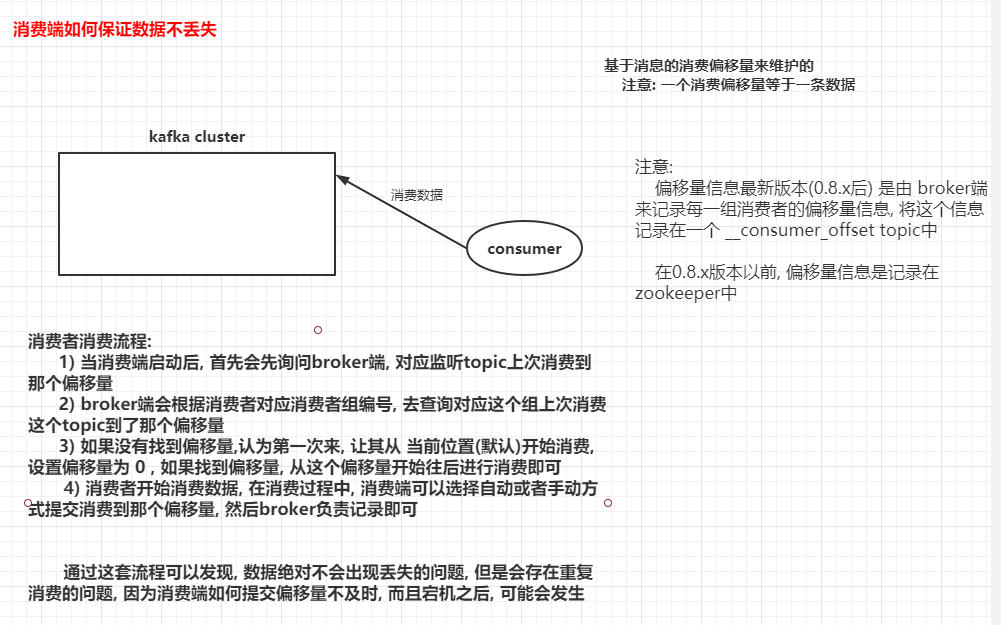 消费端如何保证数据不丢失
基于消息的消费偏移量来维护的
注意: 一个消费偏移量等于一条数据
kafka cluster
消费数据
consumer
注意:
偏移量信息最新版本(0.8.x后) 是由 broker端
来记录每一组消费者的偏移量信息, 将这个信息
记录在一个 __consumer_offset topic中
在0.8.x版本以前, 偏移量信息是记录在
zookeeper中
消费者消费流程:
1) 当消费端启动后, 首先会先询问broker端, 对应监听topic上次消费到
那个偏移量
2) broker端会根据消费者对应消费者组编号, 去查询对应这个组上次消费
这个topic到了那个偏移量
3) 如果没有找到偏移量,认为第一次来, 让其从 当前位置(默认)开始消费,
设置偏移量为 0 , 如果找到偏移量, 从这个偏移量开始往后进行消费即可
4) 消费者开始消费数据, 在消费过程中, 消费端可以选择自动或者手动方
式提交消费到那个偏移量, 然后broker负责记录即可
通过这套流程可以发现, 数据绝对不会出现丢失的问题, 但是会存在重复
消费的问题, 因为消费端如何提交偏移量不及时, 而且宕机之后, 可能会发生